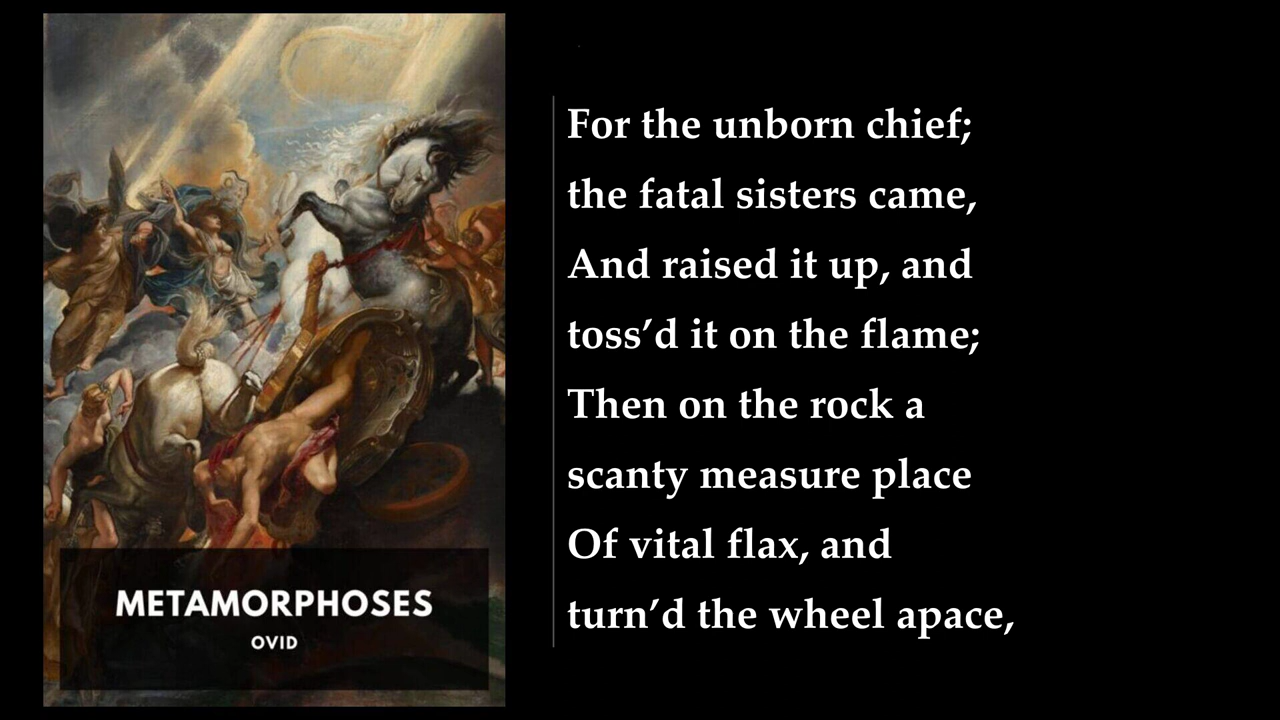 METAMORPHOSES
OVID
For the unborn chief;
the fatal sisters came,
And raised it up, and
toss’d it on the flame;
Then on the rock a
scanty measure place
Of vital flax, and
turn’d the wheel apace,